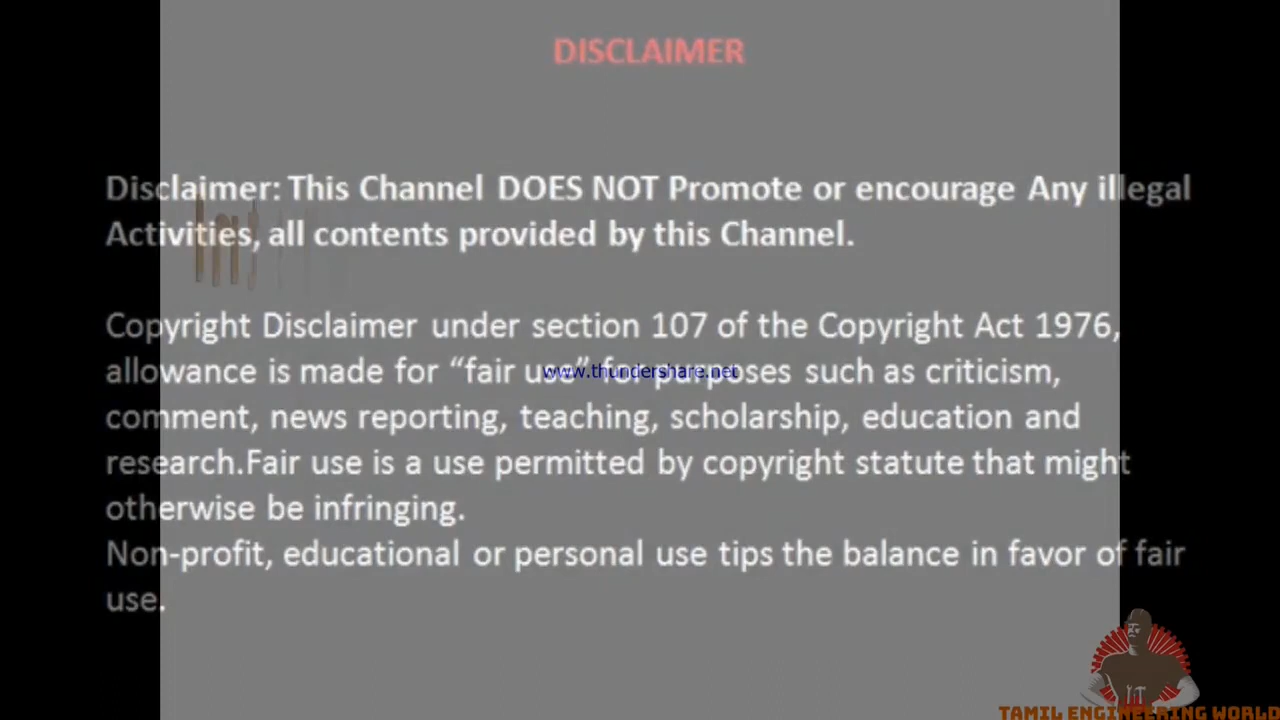 DISCLAIMER
Disclaimer: This Channel DOES NOT Promote or encourage Any illegal
Activities, all contents provided by this Channel.
Copyright Disclaimer under section 107 of the Copyright Act 1976,
allowance is made for “fair use” for purposes such as criticism,
www.thundershare.net
comment, news reporting, teaching, scholarship, education and
research.Fair use is a use permitted by copyright statute that might
otherwise be infringing.
Non-profit, educational or personal use tips the balance in favor of fair
use.
TAMIL ENGINEERING WORLD